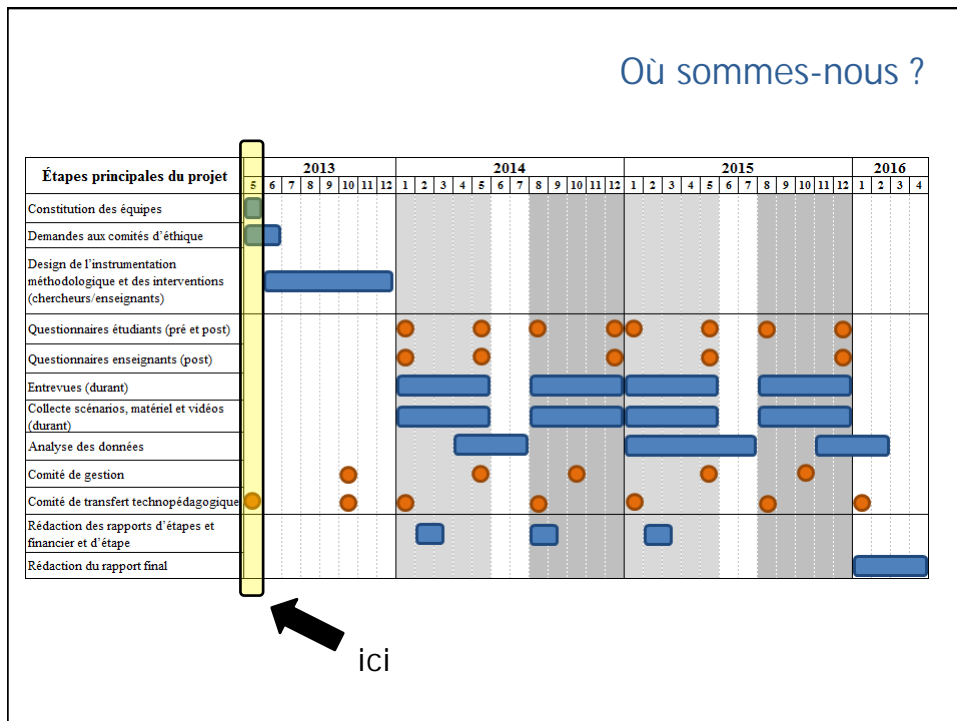 Où sommes-nous ?
Étapes principales du projet 2013 2014 2015 2016
5 6 7 8 9 10 11 12 1 2 3 4 5 6 7 8 9 10 11 12 1 2 3 4 5 6 7 8 9 10 11 12 1 2 3 4
Constitution des équipes
Demandes aux comités d'éthique
Design de l'instrumentation
méthodologique et des interventions
(chercheurs/enseignants)
Questionnaires étudiants (pré et post)
Questionnaires enseignants (post)
Entrevues (durant)
Collecte scénarios, matériel et vidéos
(durant)
Analyse des données
Comité de gestion
Comité de transfert technopédagogique
Rédaction des rapports d'étapes et
financier et d'étape
Rédaction du rapport final
ici